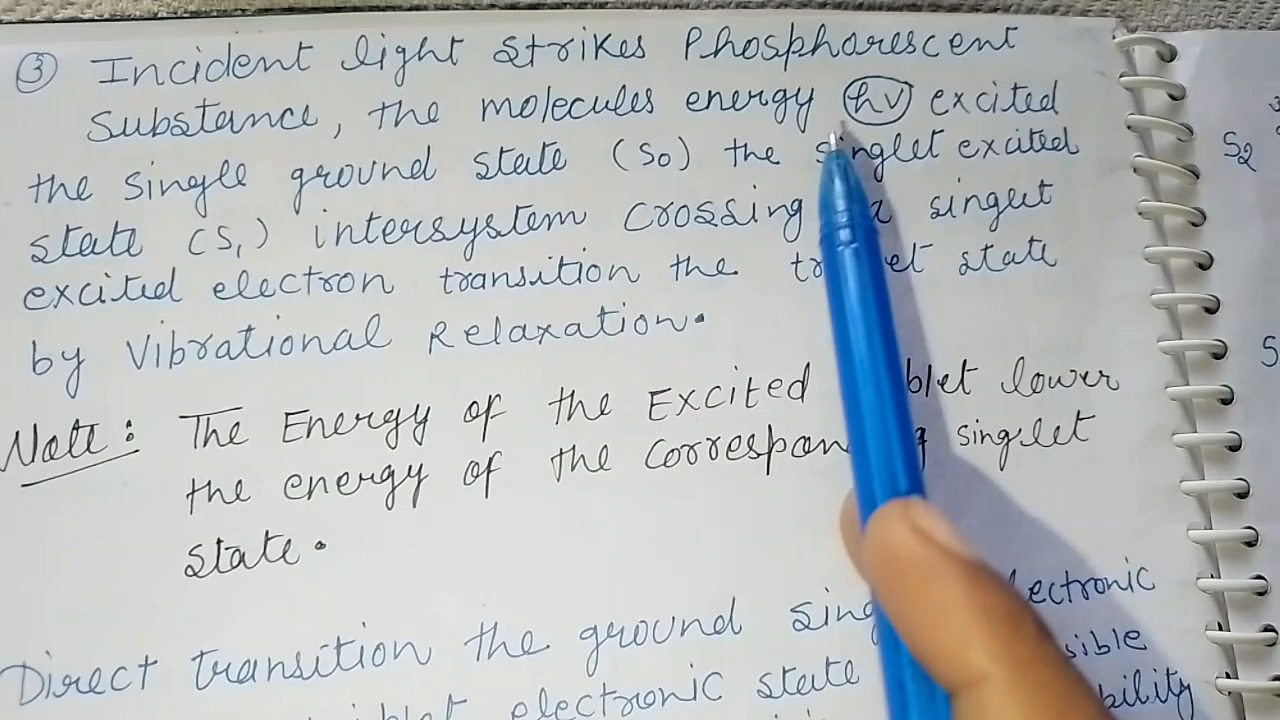 ③ Incident light strikes Phosphorescent
Substance, the molecules energy hν excited
the single ground state (S0) the singlet excited
state (S1) intersystem crossing a singlet
excited electron transition the state
by Vibrational Relaxation.
Note: The Energy of the Excited lower
the energy of the singlet
state.
Direct transition the ground
electronic state
S2
S